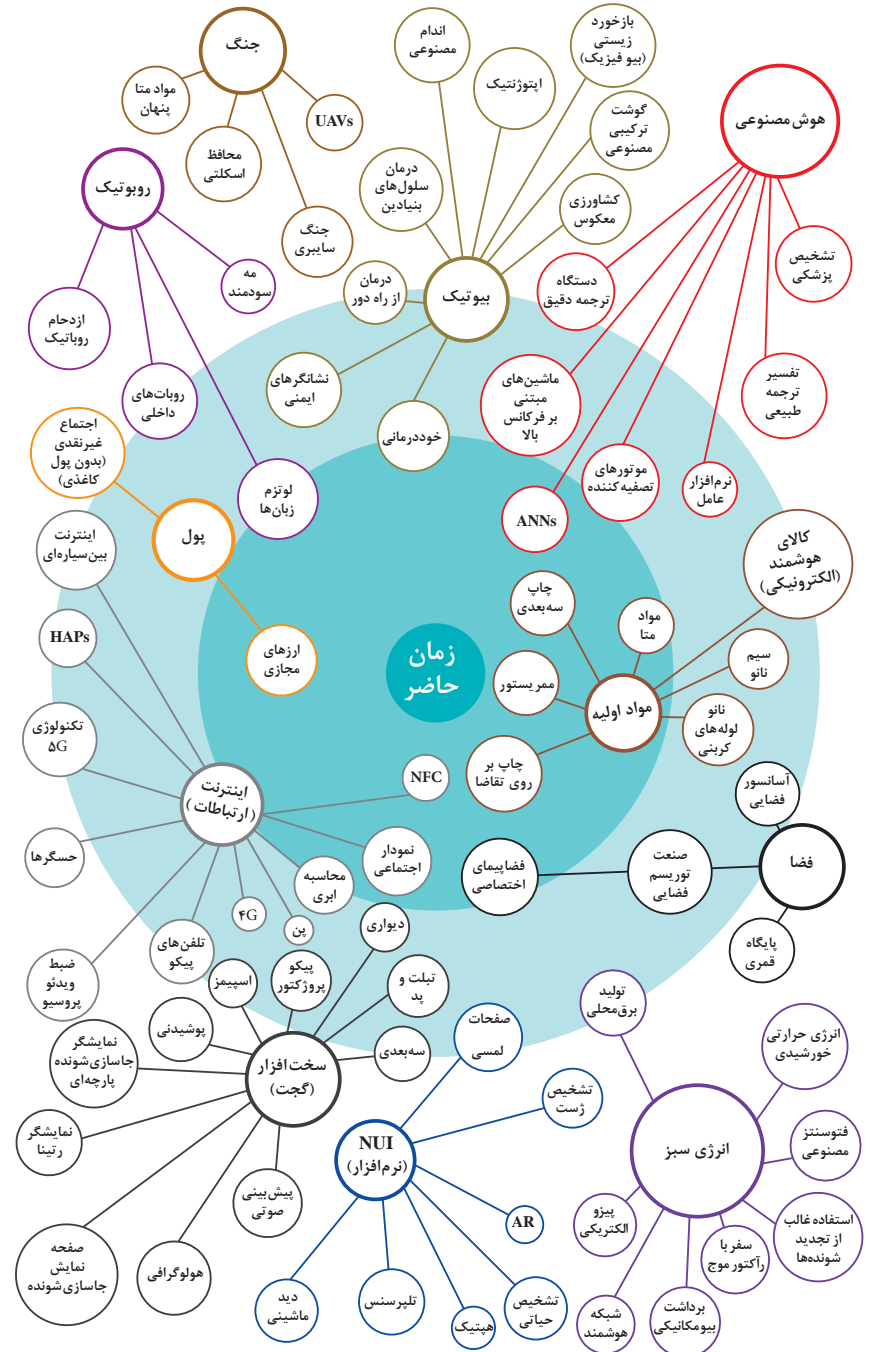 جنگ
مواد متا
پنهان
محافظ
اسکلتی
UAVs
جنگ
سایبری
روبوتیک
ازدحام
روباتیک
روبات‌های
داخلی
مه
سودمند
لوتزم
زبان‌ها
اندام
مصنوعی
اپتوژنتیک
بازخورد
زیستی
(بیو فیزیک)
گوشت
ترکیبی
مصنوعی
درمان
سلول‌های
بنیادین
کشاورزی
معکوس
درمان
از راه دور
بیوتیک
نشانگرهای
ایمنی
خوددرمانی
هوش مصنوعی
تشخیص
پزشکی
دستگاه
ترجمه دقیق
تفسیر
ترجمه
طبیعی
ماشین‌های
مبتنی
بر فرکانس
بالا
موتورهای
تصفیه کننده
نرم‌افزار
عامل
ANNs
اجتماع
غیرنقدی
(بدون پول
کاغذی)
پول
ارزهای
مجازی
زمان
حاضر
کالای
هوشمند
(الکترونیکی)
چاپ
سه‌بعدی
مواد
متا
سیم
نانو
ممریستور
مواد اولیه
نانو
لوله‌های
کربنی
چاپ بر
روی تقاضا
اینترنت
بین‌سیاره‌ای
HAPs
تکنولوژی
۵G
اینترنت
(ارتباطات)
NFC
حسگرها
نمودار
اجتماعی
محاسبه
ابری
۴G
پن
تلفن‌های
پیکو
ضبط
ویدئو
پروسیو
آسانسور
فضایی
فضا
صنعت
توریسم
فضایی
فضاپیمای
اختصاصی
پایگاه
قمری
دیواری
پیکو
پروژکتور
اسپیمز
تبلت و
پد
پوشیدنی
سه‌بعدی
نمایشگر
جاسازی‌شونده
پارچه‌ای
سخت‌افزار
(گجت)
نمایشگر
رتینا
پیش‌بینی
صوتی
هولوگرافی
صفحه
نمایش
جاسازی‌شونده
صفحات
لمسی
تشخیص
ژست
NUI
(نرم‌افزار)
AR
تشخیص
حیاتی
هپتیک
تلپرسنس
دید
ماشینی
تولید
برق‌محلی
انرژی حرارتی
خورشیدی
انرژی سبز
فتوسنتز
مصنوعی
پیزو
الکتریکی
استفاده غالب
از تجدید
شونده‌ها
سفر با
رآکتور موج
برداشت
بیومکانیکی
شبکه
هوشمند